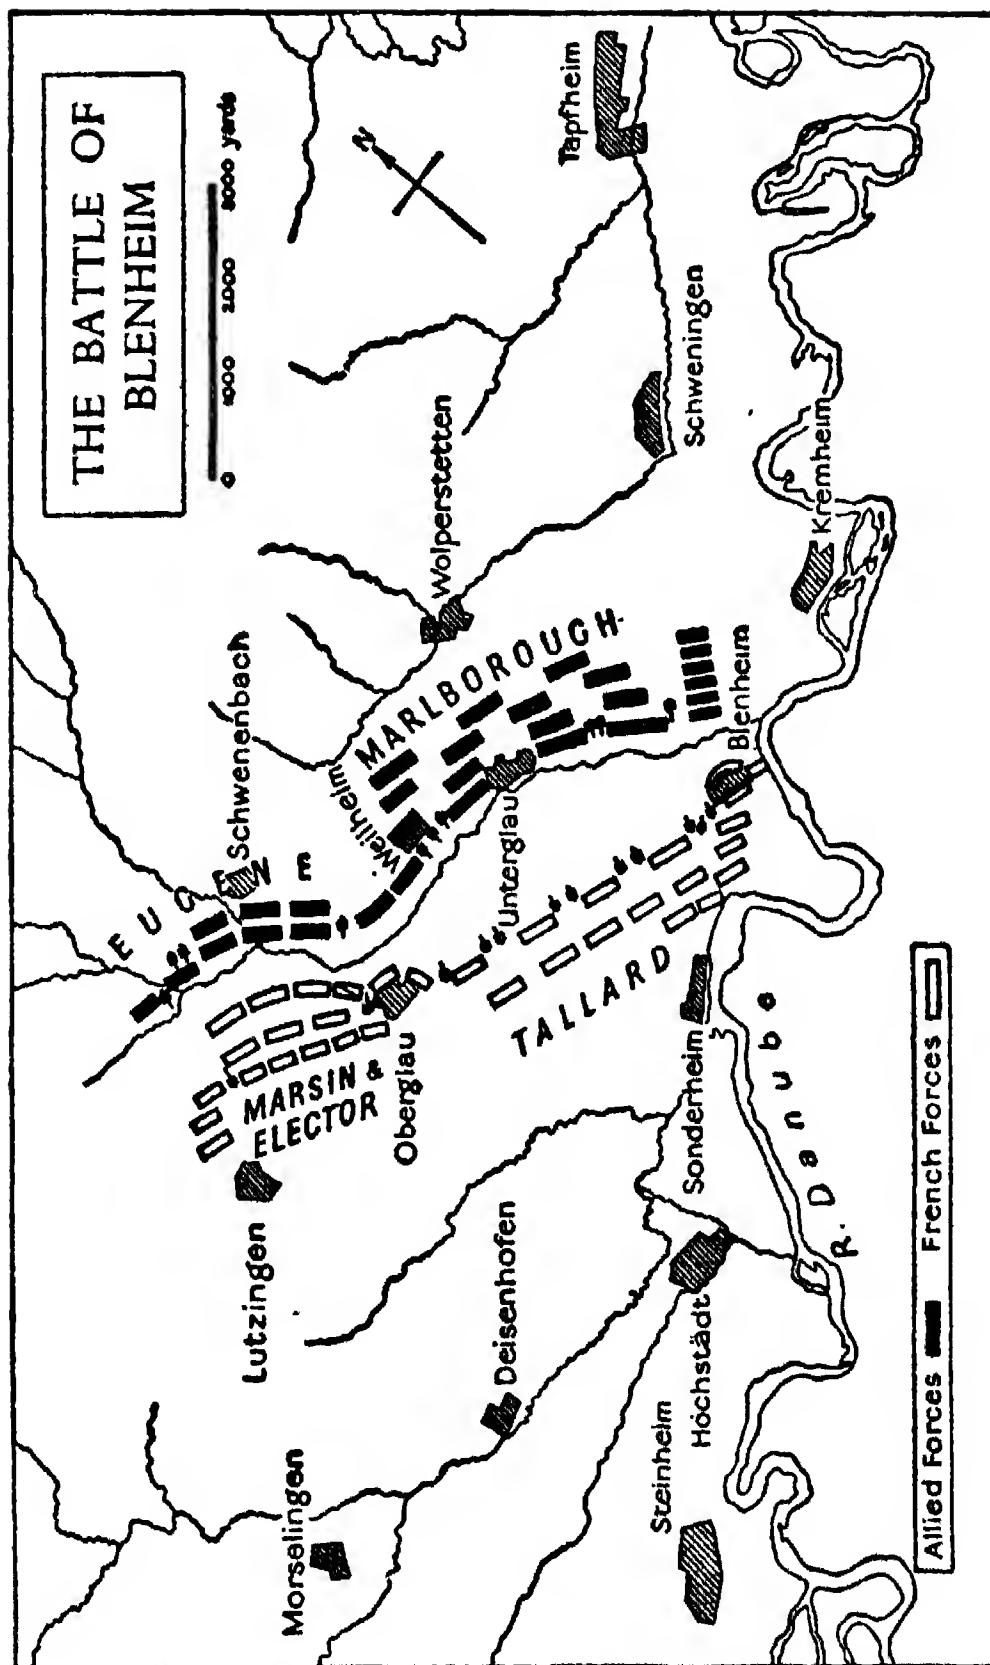 THE BATTLE OF
BLENHEIM
0 1000 2000 3000 yards
N
Tapfheim
Schweningen
Kremheim
Wolperstetten
Schwenenbach
EUGENE
MARLBOROUGH
Weilheim
Unterglau
Blenheim
MARSIN &
ELECTOR
Oberglau
TALLARD
Sonderheim
Lutzingen
Deisenhofen
Höchstädt
Steinheim
Morselingen
R. Danube
Allied Forces French Forces